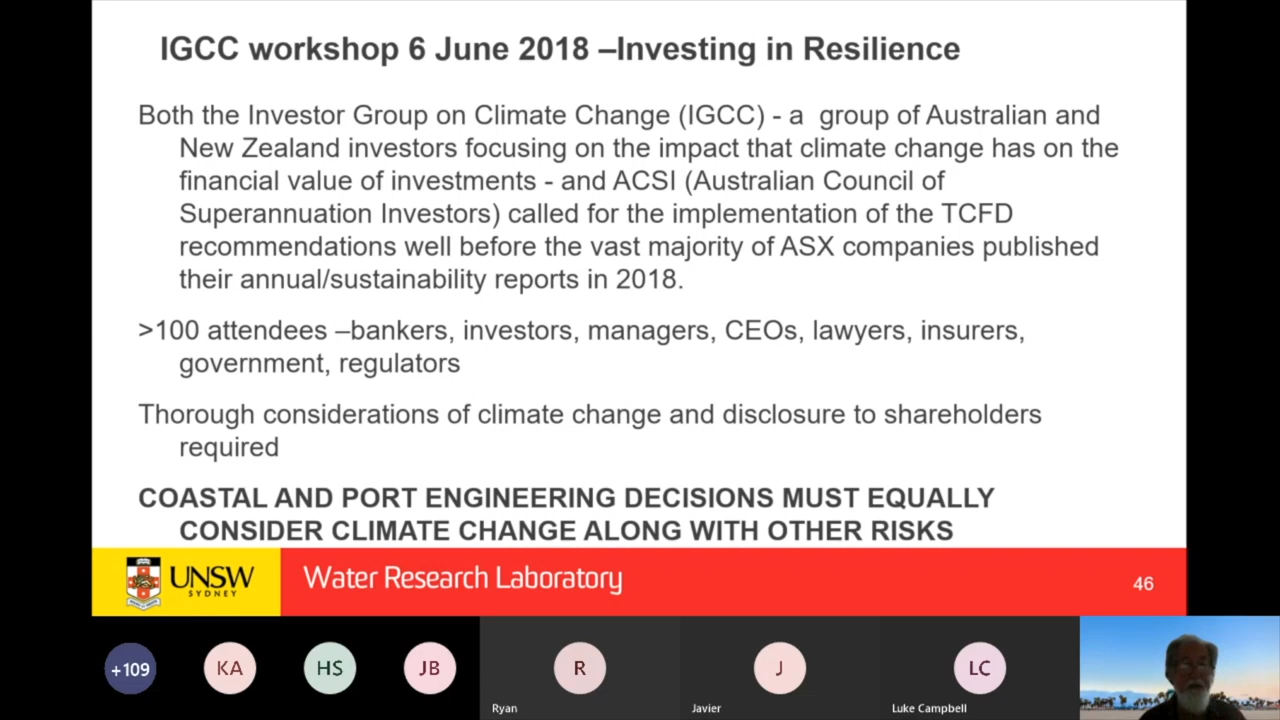 IGCC workshop 6 June 2018 –Investing in Resilience
Both the Investor Group on Climate Change (IGCC) - a  group of Australian and
New Zealand investors focusing on the impact that climate change has on the
financial value of investments - and ACSI (Australian Council of
Superannuation Investors) called for the implementation of the TCFD
recommendations well before the vast majority of ASX companies published
their annual/sustainability reports in 2018.
>100 attendees –bankers, investors, managers, CEOs, lawyers, insurers,
government, regulators
Thorough considerations of climate change and disclosure to shareholders
required
COASTAL AND PORT ENGINEERING DECISIONS MUST EQUALLY
CONSIDER CLIMATE CHANGE ALONG WITH OTHER RISKS
UNSW
SYDNEY
Water Research Laboratory
46
+109
KA
HS
JB
R
J
LC
Ryan
Javier
Luke Campbell